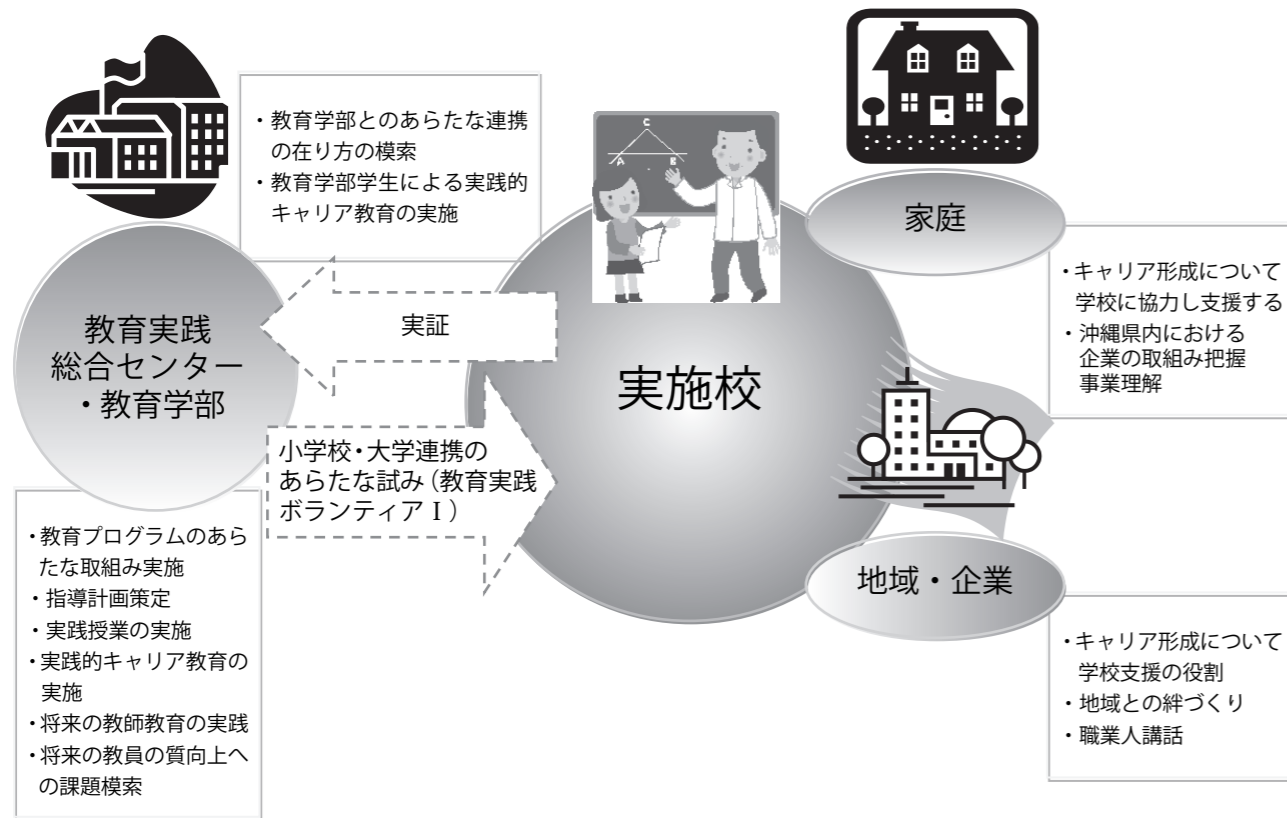 ・教育学部とのあらたな連携
の在り方の模索
・教育学部学生による実践的
キャリア教育の実施
C
A
B
家庭
・キャリア形成について
学校に協力し支援する
・沖縄県内における
企業の取組み把握
事業理解
教育実践
総合センター
・教育学部
実証
実施校
小学校・大学連携の
あらたな試み（教育実践
ボランティアⅠ）
地域・企業
・教育プログラムのあら
たな取組み実施
・指導計画策定
・実践授業の実施
・実践的キャリア教育の
実施
・将来の教師教育の実践
・将来の教員の質向上へ
の課題模索
・キャリア形成について
学校支援の役割
・地域との絆づくり
・職業人講話